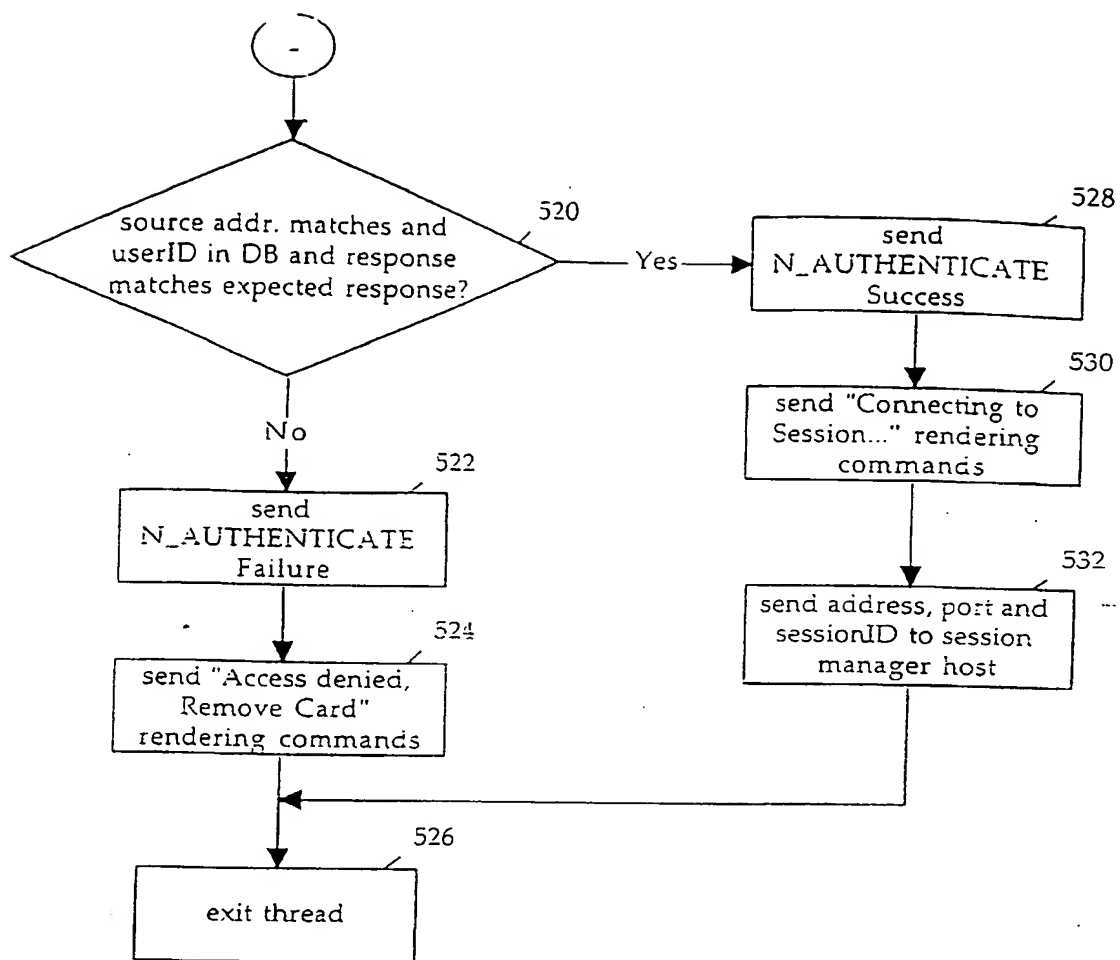 -
source addr. matches and
userID in DB and response
matches expected response?
520
Yes
528
send
N_AUTHENTICATE
Success
530
send "Connecting to
Session..." rendering
commands
532
send address, port and
sessionID to session
manager host
No
522
send
N_AUTHENTICATE
Failure
524
send "Access denied,
Remove Card"
rendering commands
526
exit thread